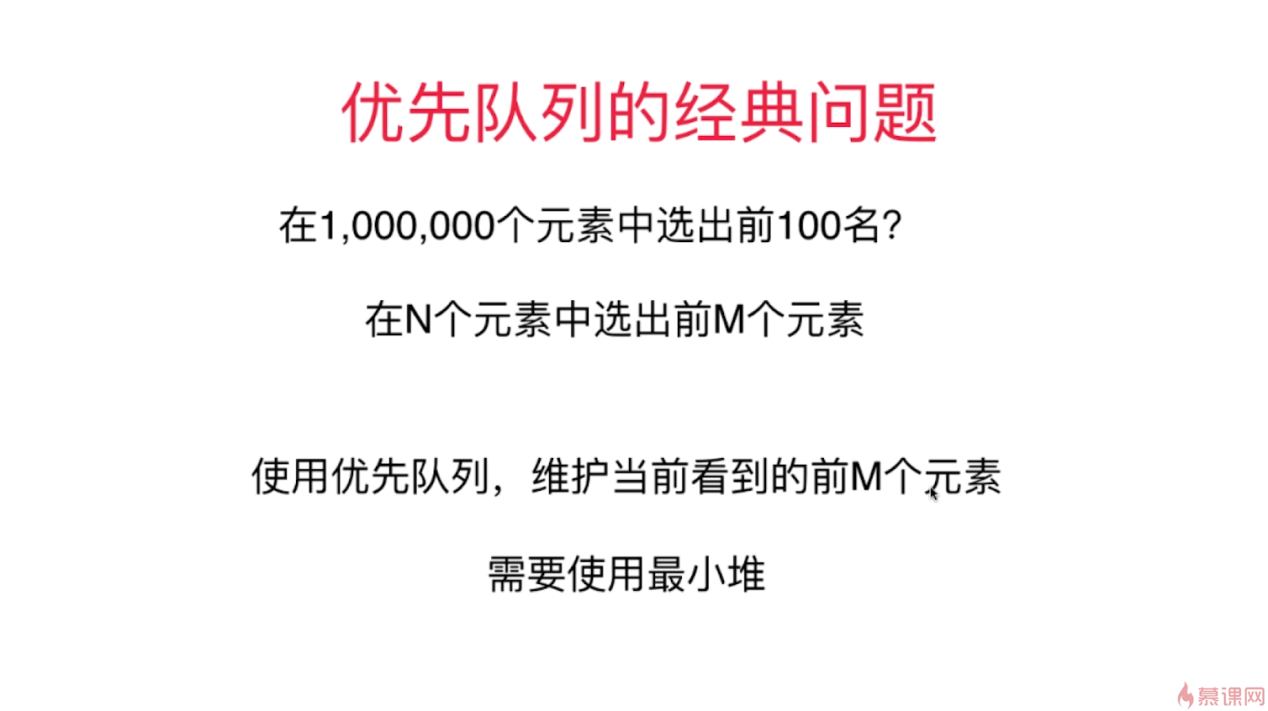 优先队列的经典问题
在1,000,000个元素中选出前100名？
在N个元素中选出前M个元素
使用优先队列，维护当前看到的前M个元素
需要使用最小堆
慕课网